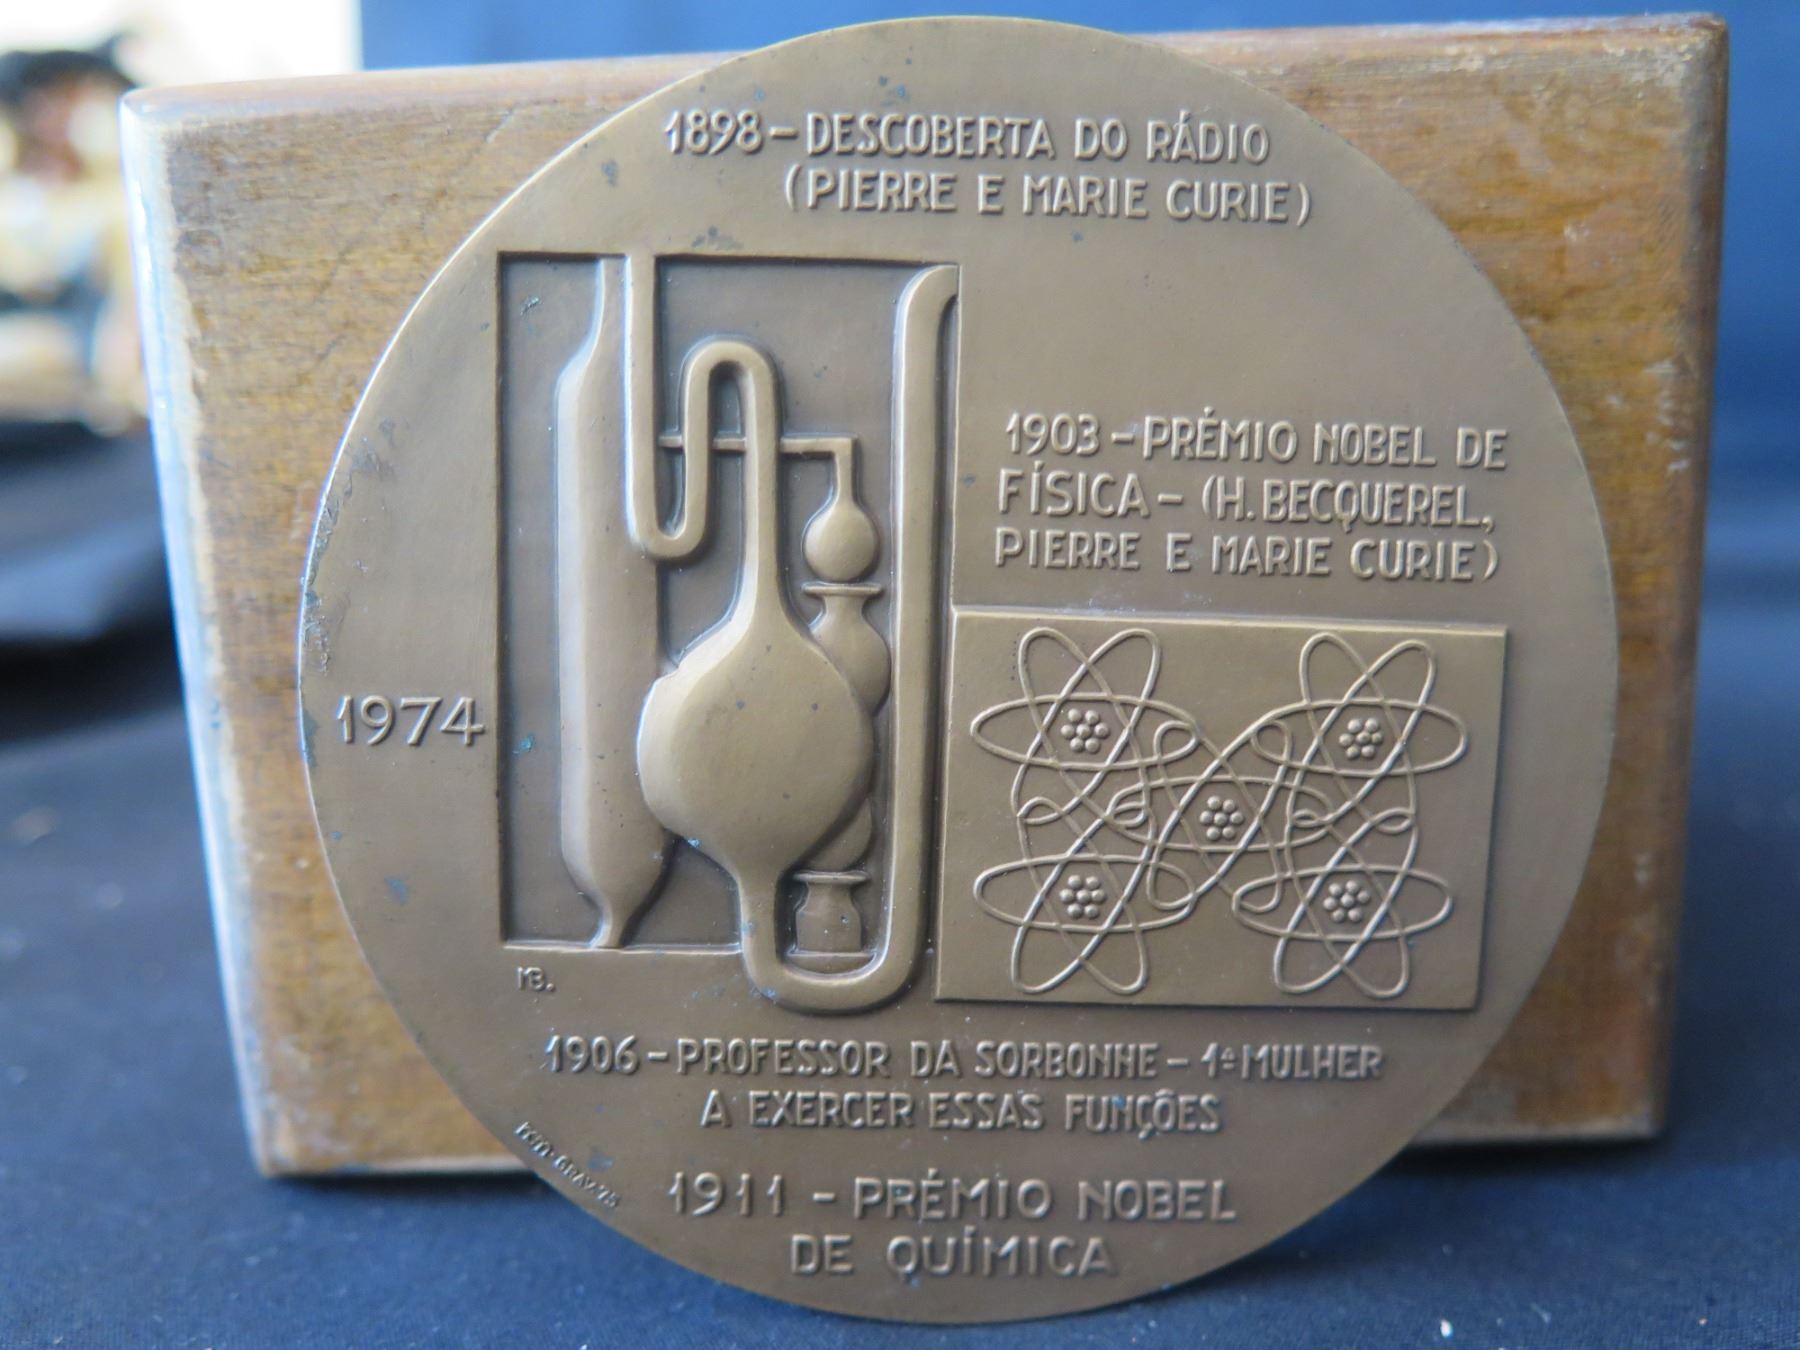 1898 – DESCOBERTA DO RÁDIO
(PIERRE E MARIE CURIE)
1903 – PRÉMIO NOBEL DE
FÍSICA – (H. BECQUEREL,
PIERRE E MARIE CURIE)
1974
MB.
1906 – PROFESSOR DA SORBONNE – 1ª MULHER
A EXERCER ESSAS FUNÇÕES
1911 – PRÉMIO NOBEL
DE QUÍMICA